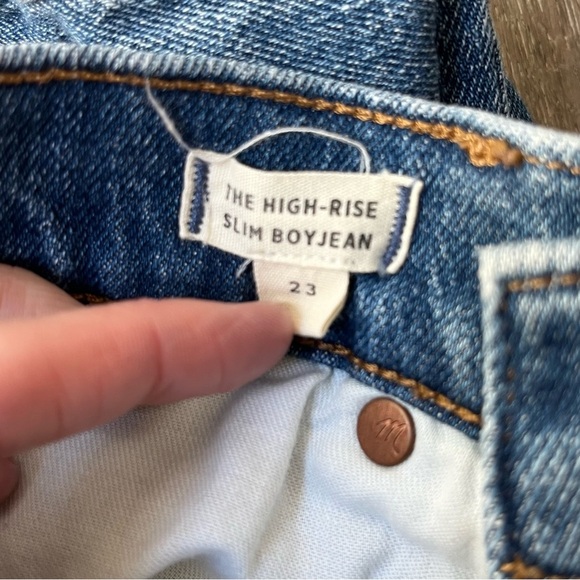 THE HIGH-RISE
SLIM BOYJEAN
23
M